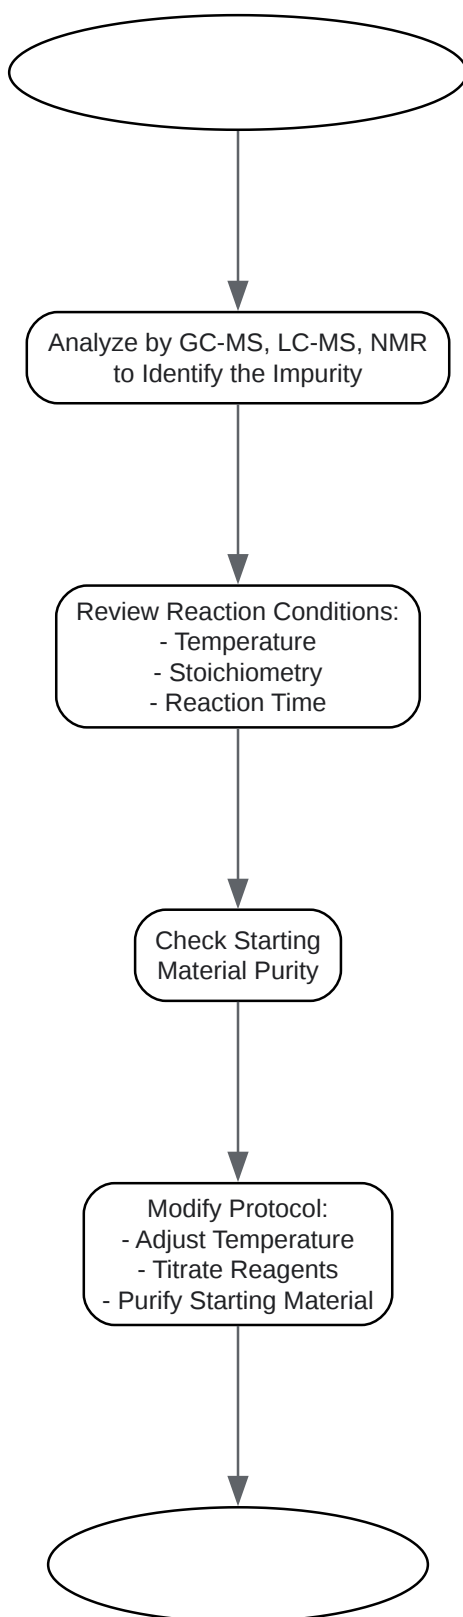 Analyze by GC-MS, LC-MS, NMR
to Identify the Impurity
Review Reaction Conditions:
- Temperature
- Stoichiometry
- Reaction Time
Check Starting
Material Purity
Modify Protocol:
- Adjust Temperature
- Titrate Reagents
- Purify Starting Material